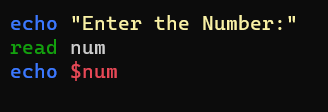 echo "Enter the Number:"
read num
echo $num